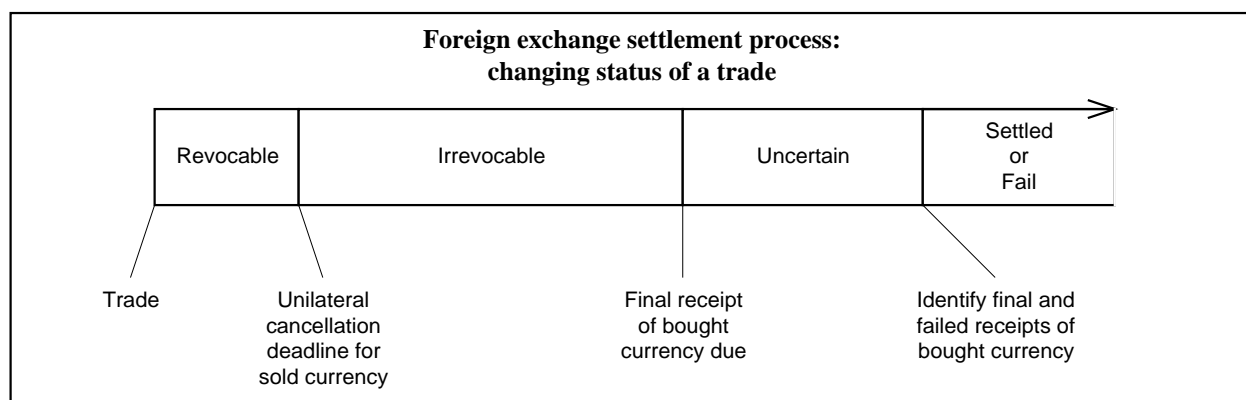 Foreign exchange settlement process:
changing status of a trade
Revocable
Irrevocable
Uncertain
Settled
or
Fail
Trade
Unilateral
cancellation
deadline for
sold currency
Final receipt
of bought
currency due
Identify final and
failed receipts of
bought currency